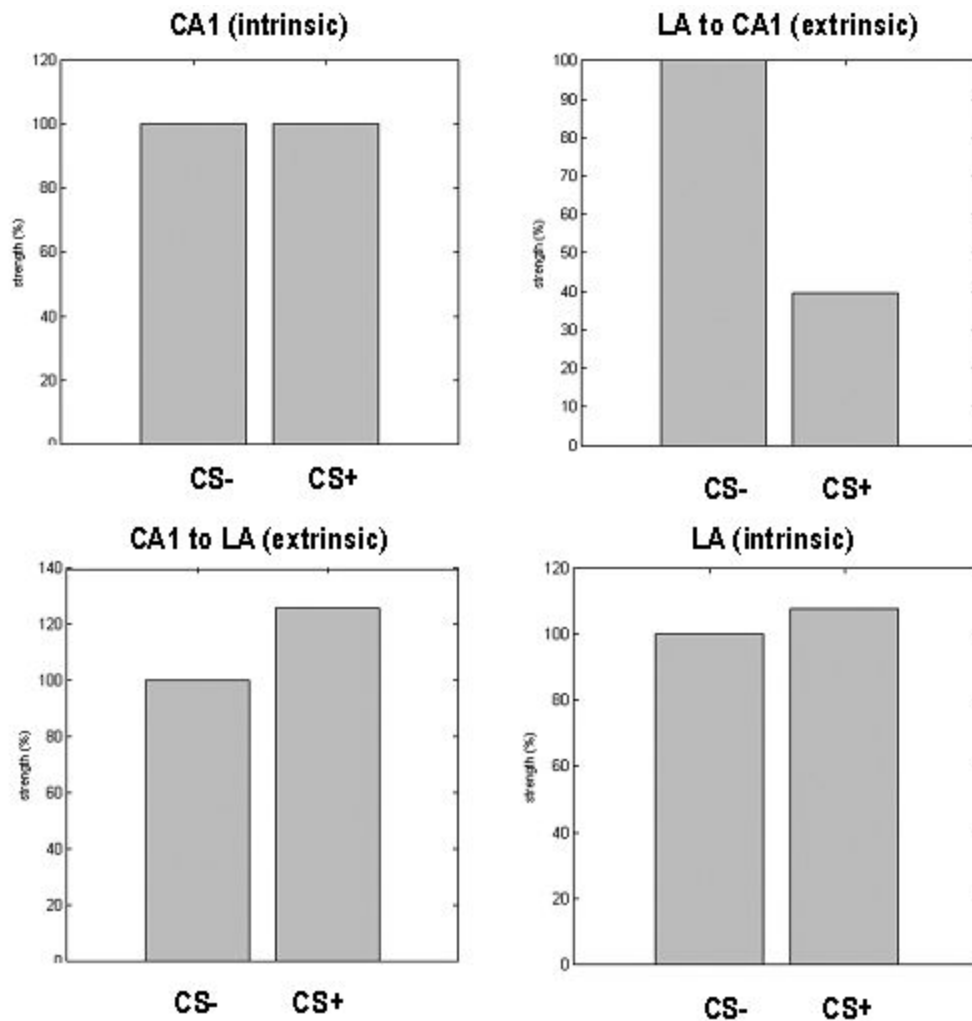 CA1 (intrinsic)
120
100
80
60
40
20
0
strength (%)
CS- CS+
LA to CA1 (extrinsic)
100
90
80
70
60
50
40
30
20
10
0
strength (%)
CS- CS+
CA1 to LA (extrinsic)
140
120
100
80
60
40
20
0
strength (%)
CS- CS+
LA (intrinsic)
120
100
80
60
40
20
0
strength (%)
CS- CS+